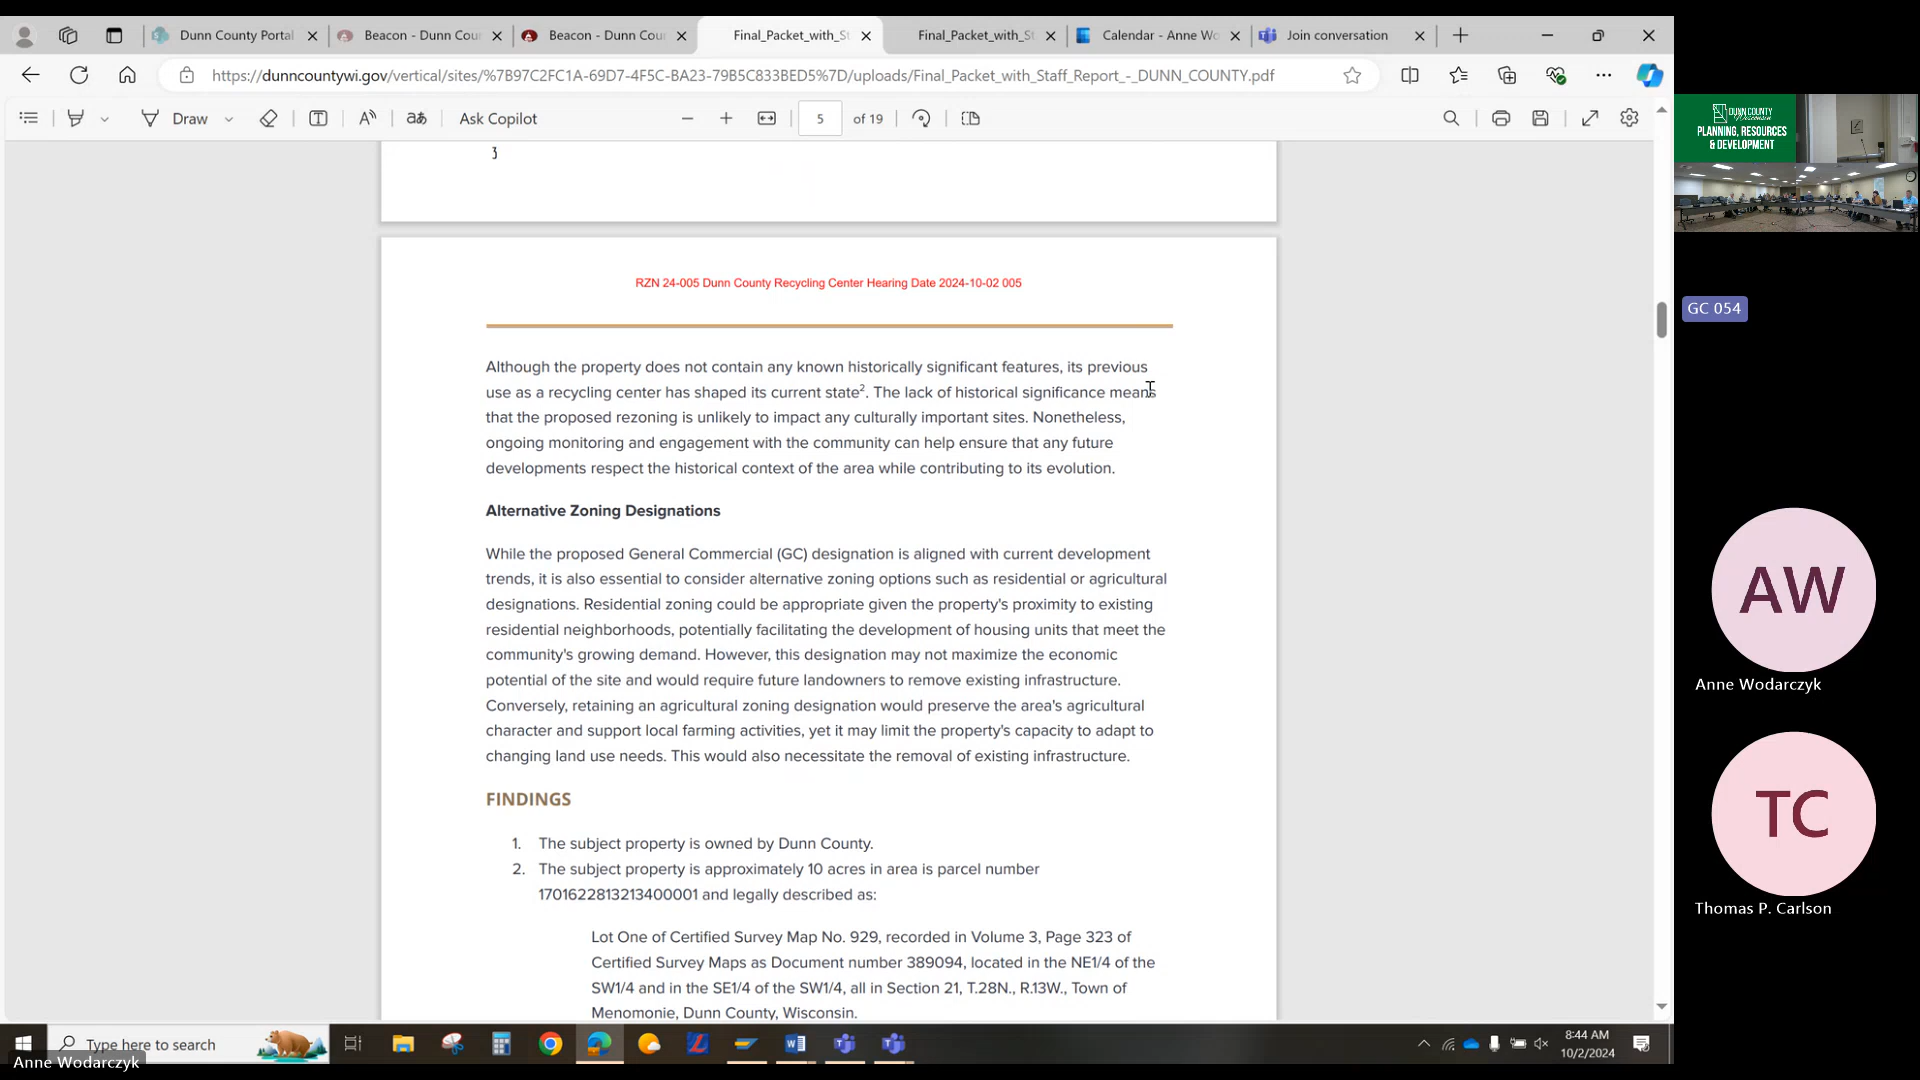 Dunn County Portal
Beacon - Dunn Cou
Beacon - Dunn Cou
Final_Packet_with_St
Final_Packet_with_St
Calendar - Anne Wo
Join conversation
https://dunncountywi.gov/vertical/sites/%7B97C2FC1A-69D7-4F5C-BA23-79B5C833BED5%7D/uploads/Final_Packet_with_Staff_Report_-_DUNN_COUNTY.pdf
Draw
Ask Copilot
5
of 19
3
RZN 24-005 Dunn County Recycling Center Hearing Date 2024-10-02 005
Although the property does not contain any known historically significant features, its previous
use as a recycling center has shaped its current state2. The lack of historical significance means
that the proposed rezoning is unlikely to impact any culturally important sites. Nonetheless,
ongoing monitoring and engagement with the community can help ensure that any future
developments respect the historical context of the area while contributing to its evolution.
Alternative Zoning Designations
While the proposed General Commercial (GC) designation is aligned with current development
trends, it is also essential to consider alternative zoning options such as residential or agricultural
designations. Residential zoning could be appropriate given the property's proximity to existing
residential neighborhoods, potentially facilitating the development of housing units that meet the
community's growing demand. However, this designation may not maximize the economic
potential of the site and would require future landowners to remove existing infrastructure.
Conversely, retaining an agricultural zoning designation would preserve the area's agricultural
character and support local farming activities, yet it may limit the property's capacity to adapt to
changing land use needs. This would also necessitate the removal of existing infrastructure.
FINDINGS
1. The subject property is owned by Dunn County.
2. The subject property is approximately 10 acres in area is parcel number
1701622813213400001 and legally described as:
Lot One of Certified Survey Map No. 929, recorded in Volume 3, Page 323 of
Certified Survey Maps as Document number 389094, located in the NE1/4 of the
SW1/4 and in the SE1/4 of the SW1/4, all in Section 21, T.28N., R.13W., Town of
Menomonie, Dunn County, Wisconsin.
DUNN COUNTY
Wisconsin
PLANNING, RESOURCES
& DEVELOPMENT
GC 054
AW
Anne Wodarczyk
TC
Thomas P. Carlson
Type here to search
8:44 AM
10/2/2024
Anne Wodarczyk